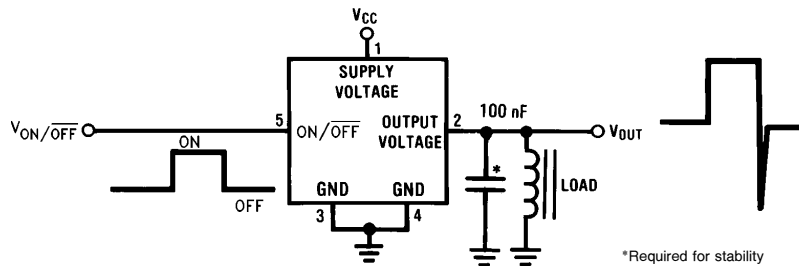 VCC
1
SUPPLY
VOLTAGE
VON/OFF
5
ON/OFF
OUTPUT
VOLTAGE
2
100 nF
VOUT
ON
OFF
GND
GND
3
4
*
LOAD
*Required for stability